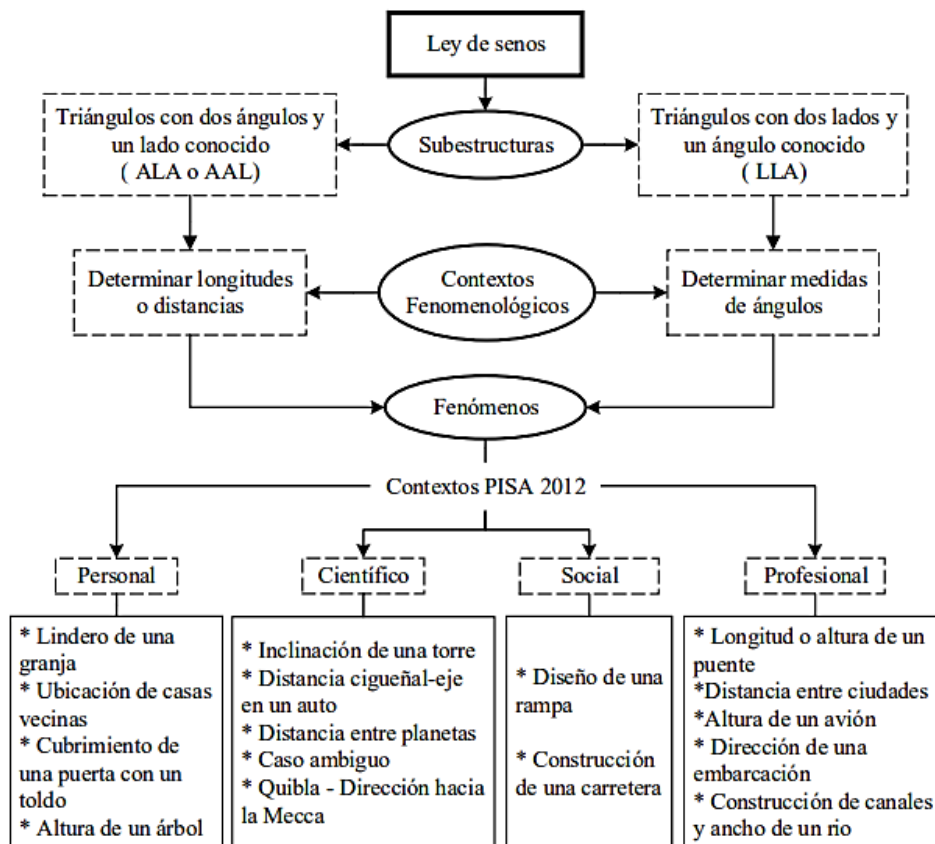 Ley de senos
Triángulos con dos ángulos y
un lado conocido
( ALA o AAL)
Subestructuras
Triángulos con dos lados y
un ángulo conocido
( LLA)
Determinar longitudes
o distancias
Contextos
Fenomenológicos
Determinar medidas
de ángulos
Fenómenos
Contextos PISA 2012
Personal
Científico
Social
Profesional
* Lindero de una
granja
* Ubicación de casas
vecinas
* Cubrimiento de
una puerta con un
toldo
* Altura de un árbol
* Inclinación de una torre
* Distancia cigueñal-eje
en un auto
* Distancia entre planetas
* Caso ambiguo
* Quibla - Dirección hacia
la Mecca
* Diseño de una
rampa
* Construcción
de una carretera
* Longitud o altura de un
puente
*Distancia entre ciudades
*Altura de un avión
* Dirección de una
embarcación
* Construcción de canales
y ancho de un rio